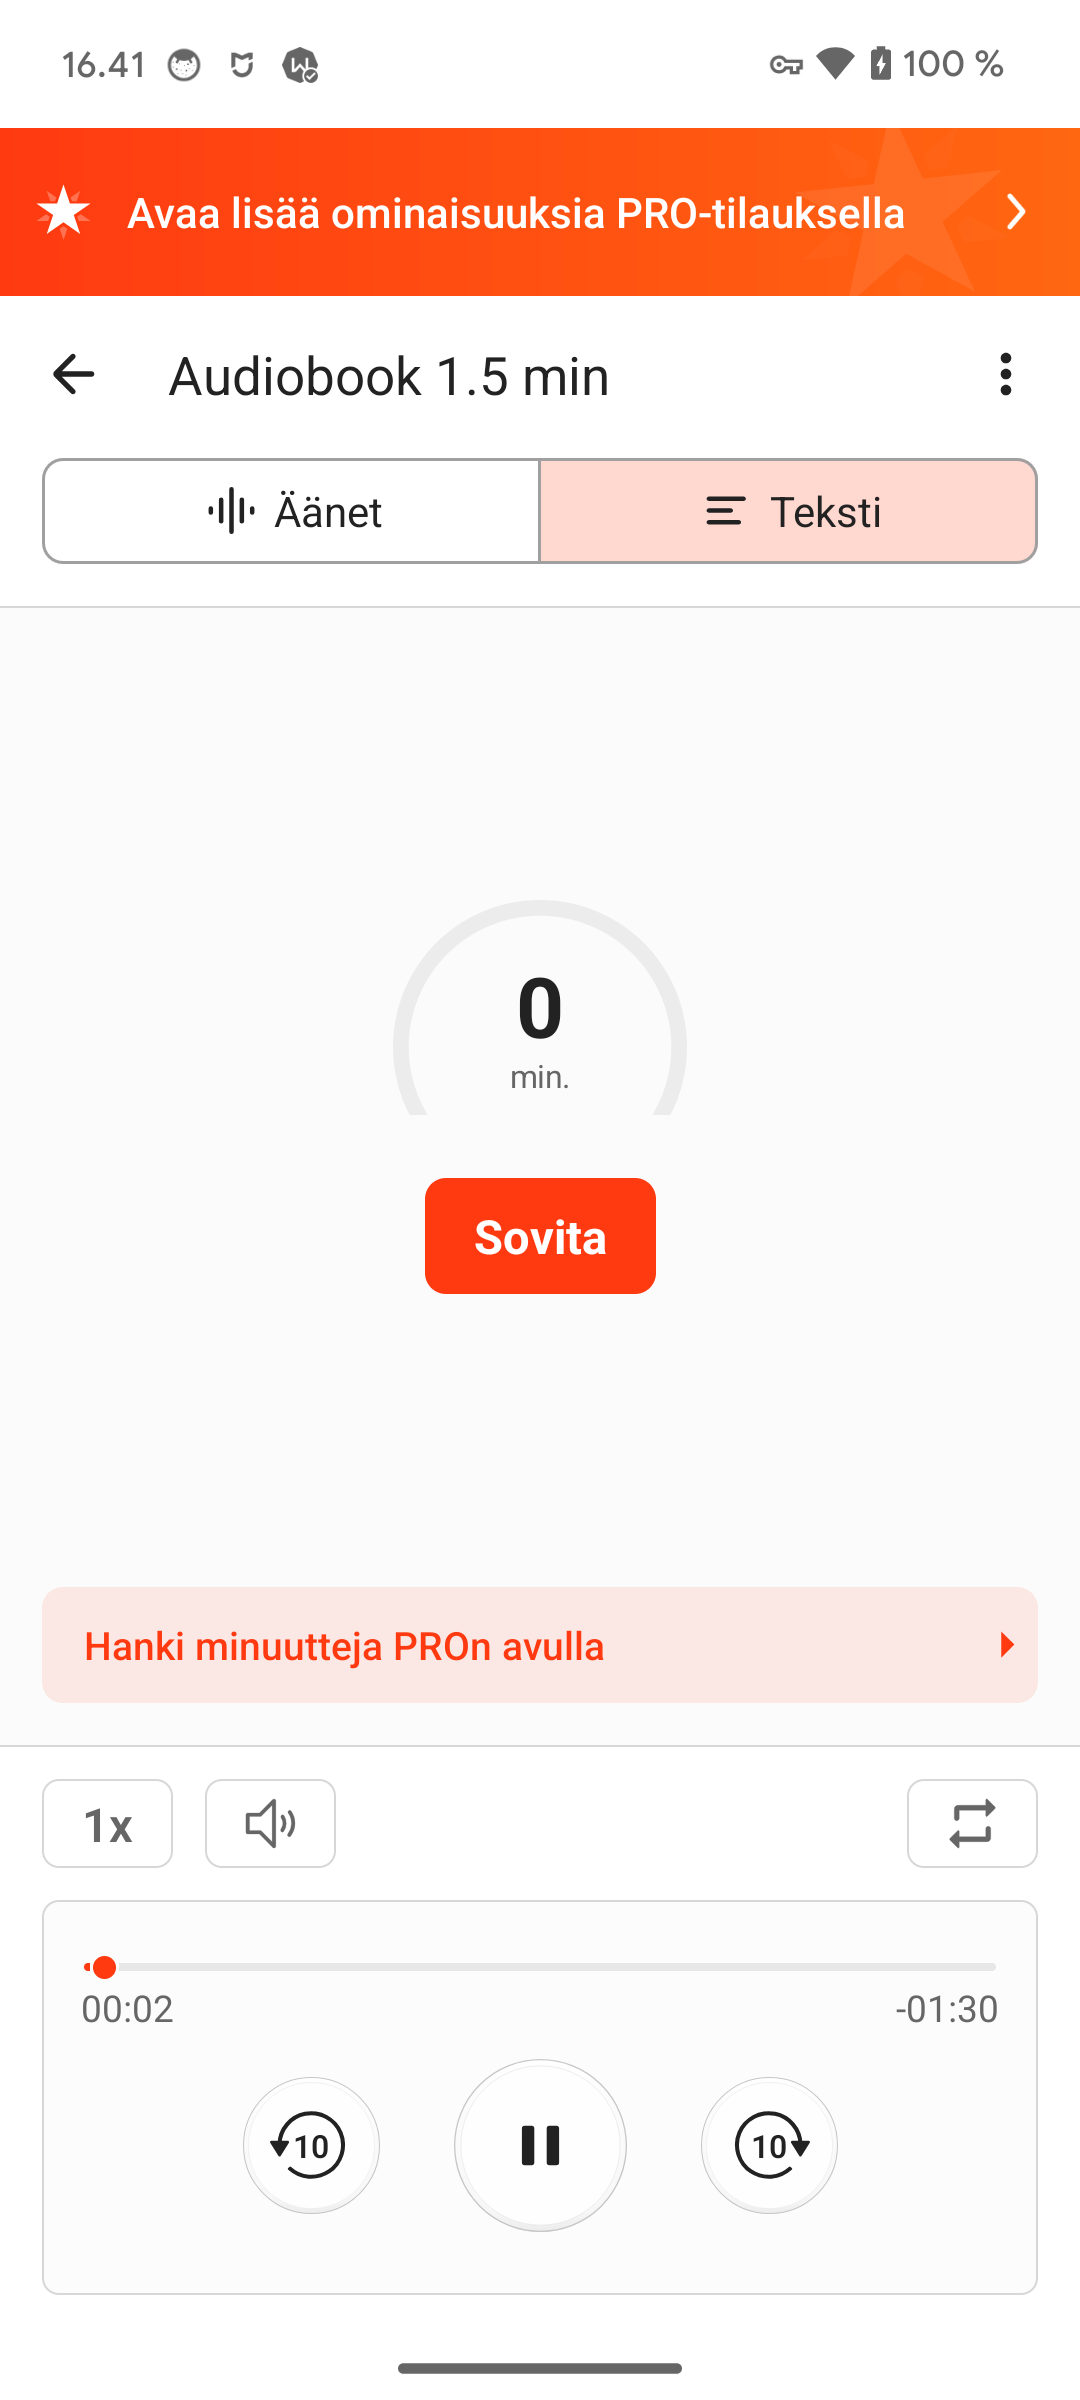 16.41
100 %
Avaa lisää ominaisuuksia PRO-tilauksella
Audiobook 1.5 min
Äänet
Teksti
0
min.
Sovita
Hanki minuutteja PROn avulla
1x
00:02
-01:30
10
10